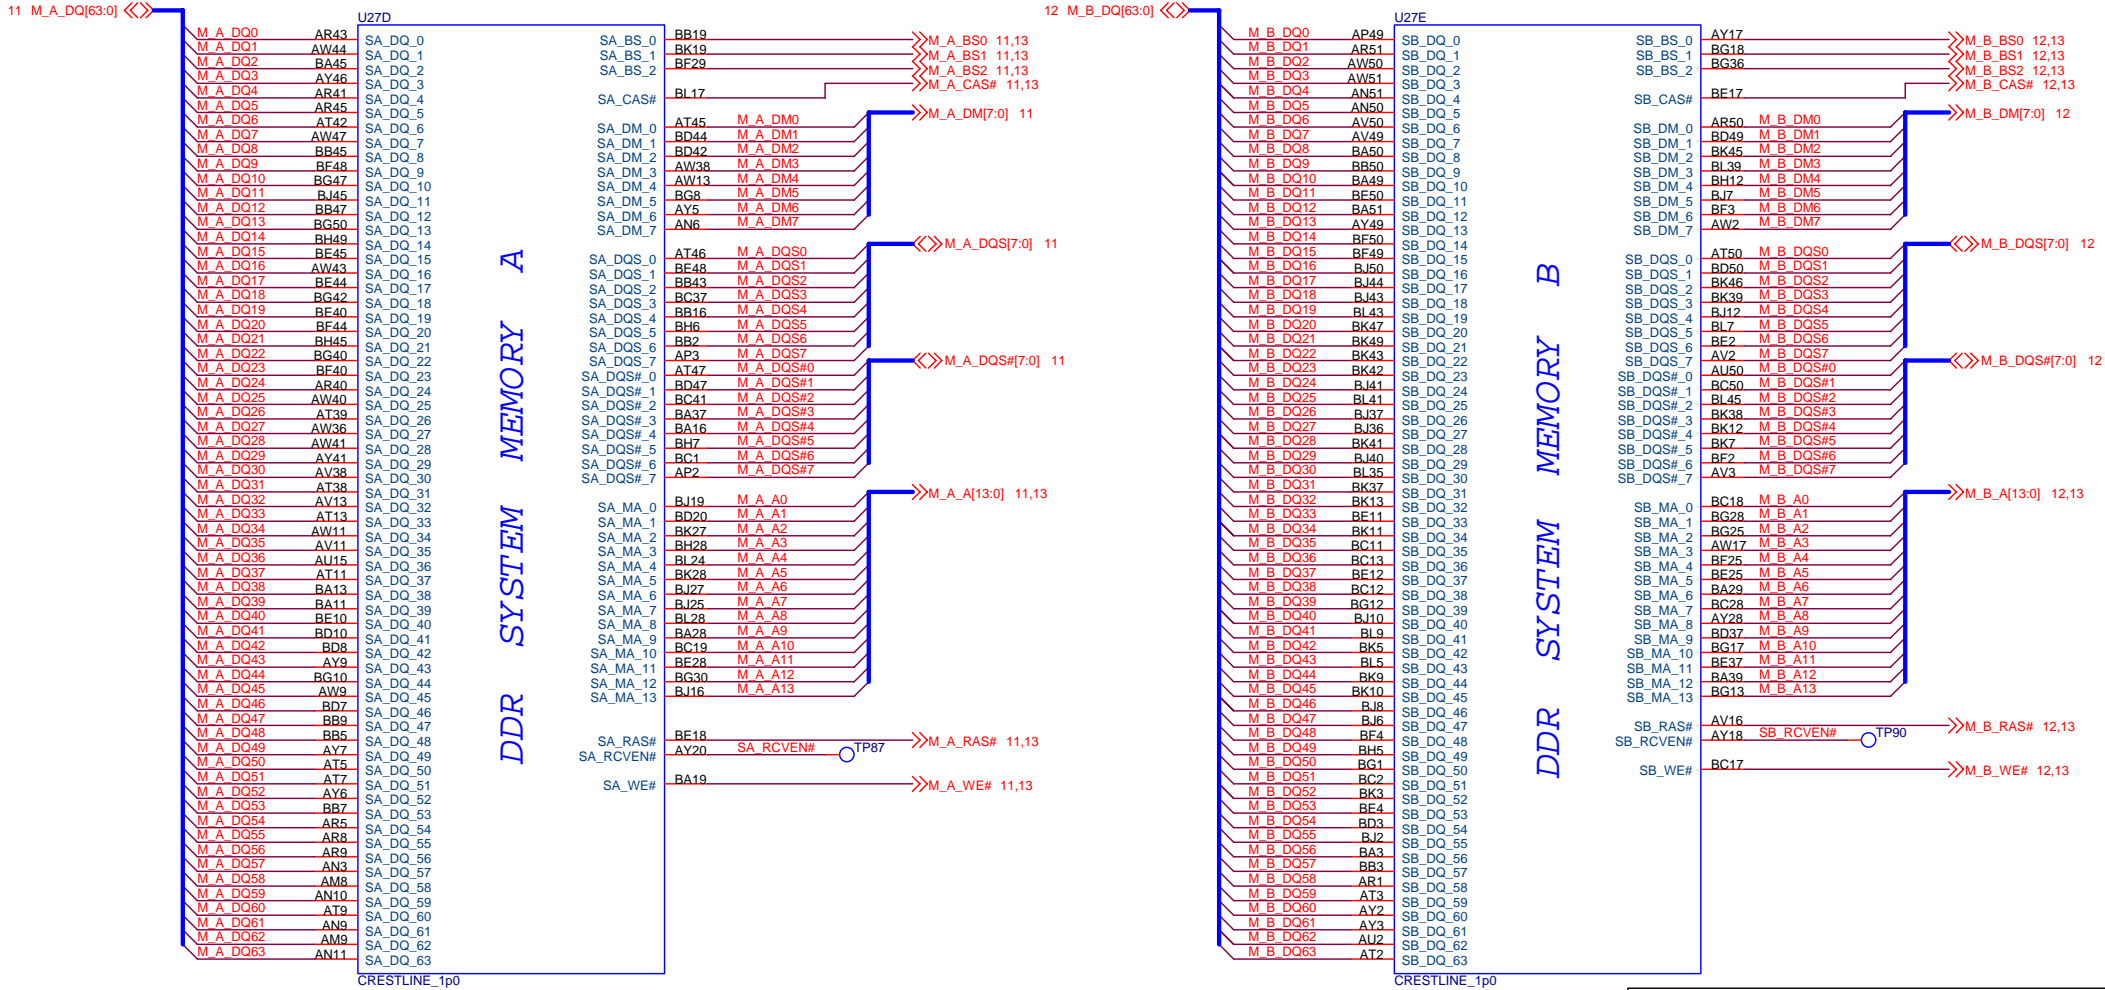 11 M_A_DQ[63:0]
U27D
M_A_DQ0 AR43 SA_DQ_0
M_A_DQ1 AW44 SA_DQ_1
M_A_DQ2 BA45 SA_DQ_2
M_A_DQ3 AY46 SA_DQ_3
M_A_DQ4 AR41 SA_DQ_4
M_A_DQ5 AR45 SA_DQ_5
M_A_DQ6 AT42 SA_DQ_6
M_A_DQ7 AW47 SA_DQ_7
M_A_DQ8 BB45 SA_DQ_8
M_A_DQ9 BF48 SA_DQ_9
M_A_DQ10 BG47 SA_DQ_10
M_A_DQ11 BJ45 SA_DQ_11
M_A_DQ12 BB47 SA_DQ_12
M_A_DQ13 BG50 SA_DQ_13
M_A_DQ14 BH49 SA_DQ_14
M_A_DQ15 BE45 SA_DQ_15
M_A_DQ16 AW43 SA_DQ_16
M_A_DQ17 BE44 SA_DQ_17
M_A_DQ18 BG42 SA_DQ_18
M_A_DQ19 BE40 SA_DQ_19
M_A_DQ20 BF44 SA_DQ_20
M_A_DQ21 BH45 SA_DQ_21
M_A_DQ22 BG40 SA_DQ_22
M_A_DQ23 BF40 SA_DQ_23
M_A_DQ24 AR40 SA_DQ_24
M_A_DQ25 AW40 SA_DQ_25
M_A_DQ26 AT39 SA_DQ_26
M_A_DQ27 AW36 SA_DQ_27
M_A_DQ28 AW41 SA_DQ_28
M_A_DQ29 AY41 SA_DQ_29
M_A_DQ30 AV38 SA_DQ_30
M_A_DQ31 AT38 SA_DQ_31
M_A_DQ32 AV13 SA_DQ_32
M_A_DQ33 AT13 SA_DQ_33
M_A_DQ34 AW11 SA_DQ_34
M_A_DQ35 AV11 SA_DQ_35
M_A_DQ36 AU15 SA_DQ_36
M_A_DQ37 AT11 SA_DQ_37
M_A_DQ38 BA13 SA_DQ_38
M_A_DQ39 BA11 SA_DQ_39
M_A_DQ40 BE10 SA_DQ_40
M_A_DQ41 BD10 SA_DQ_41
M_A_DQ42 BD8 SA_DQ_42
M_A_DQ43 AY9 SA_DQ_43
M_A_DQ44 BG10 SA_DQ_44
M_A_DQ45 AW9 SA_DQ_45
M_A_DQ46 BD7 SA_DQ_46
M_A_DQ47 BB9 SA_DQ_47
M_A_DQ48 BB5 SA_DQ_48
M_A_DQ49 AY7 SA_DQ_49
M_A_DQ50 AT5 SA_DQ_50
M_A_DQ51 AT7 SA_DQ_51
M_A_DQ52 AY6 SA_DQ_52
M_A_DQ53 BB7 SA_DQ_53
M_A_DQ54 AR5 SA_DQ_54
M_A_DQ55 AR8 SA_DQ_55
M_A_DQ56 AR9 SA_DQ_56
M_A_DQ57 AN3 SA_DQ_57
M_A_DQ58 AM8 SA_DQ_58
M_A_DQ59 AN10 SA_DQ_59
M_A_DQ60 AT9 SA_DQ_60
M_A_DQ61 AN9 SA_DQ_61
M_A_DQ62 AM9 SA_DQ_62
M_A_DQ63 AN11 SA_DQ_63
DDR SYSTEM MEMORY A
SA_BS_0 BB19 M_A_BS0 11,13
SA_BS_1 BK19 M_A_BS1 11,13
SA_BS_2 BF29 M_A_BS2 11,13
SA_CAS# BL17 M_A_CAS# 11,13
M_A_DM[7:0] 11
SA_DM_0 AT45 M_A_DM0
SA_DM_1 BD44 M_A_DM1
SA_DM_2 BD42 M_A_DM2
SA_DM_3 AW38 M_A_DM3
SA_DM_4 AW13 M_A_DM4
SA_DM_5 BG8 M_A_DM5
SA_DM_6 AY5 M_A_DM6
SA_DM_7 AN6 M_A_DM7
M_A_DQS[7:0] 11
SA_DQS_0 AT46 M_A_DQS0
SA_DQS_1 BE48 M_A_DQS1
SA_DQS_2 BB43 M_A_DQS2
SA_DQS_3 BC37 M_A_DQS3
SA_DQS_4 BB16 M_A_DQS4
SA_DQS_5 BH6 M_A_DQS5
SA_DQS_6 BB2 M_A_DQS6
SA_DQS_7 AP3 M_A_DQS7
M_A_DQS#[7:0] 11
SA_DQS#_0 AT47 M_A_DQS#0
SA_DQS#_1 BD47 M_A_DQS#1
SA_DQS#_2 BC41 M_A_DQS#2
SA_DQS#_3 BA37 M_A_DQS#3
SA_DQS#_4 BA16 M_A_DQS#4
SA_DQS#_5 BH7 M_A_DQS#5
SA_DQS#_6 BC1 M_A_DQS#6
SA_DQS#_7 AP2 M_A_DQS#7
M_A_A[13:0] 11,13
SA_MA_0 BJ19 M_A_A0
SA_MA_1 BD20 M_A_A1
SA_MA_2 BK27 M_A_A2
SA_MA_3 BH28 M_A_A3
SA_MA_4 BL24 M_A_A4
SA_MA_5 BK28 M_A_A5
SA_MA_6 BJ27 M_A_A6
SA_MA_7 BJ25 M_A_A7
SA_MA_8 BL28 M_A_A8
SA_MA_9 BA28 M_A_A9
SA_MA_10 BC19 M_A_A10
SA_MA_11 BE28 M_A_A11
SA_MA_12 BG30 M_A_A12
SA_MA_13 BJ16 M_A_A13
SA_RAS# BE18 M_A_RAS# 11,13
SA_RCVEN# AY20 SA_RCVEN# TP87
SA_WE# BA19 M_A_WE# 11,13
CRESTLINE_1p0
12 M_B_DQ[63:0]
U27E
M_B_DQ0 AP49 SB_DQ_0
M_B_DQ1 AR51 SB_DQ_1
M_B_DQ2 AW50 SB_DQ_2
M_B_DQ3 AW51 SB_DQ_3
M_B_DQ4 AN51 SB_DQ_4
M_B_DQ5 AN50 SB_DQ_5
M_B_DQ6 AV50 SB_DQ_6
M_B_DQ7 AV49 SB_DQ_7
M_B_DQ8 BA50 SB_DQ_8
M_B_DQ9 BB50 SB_DQ_9
M_B_DQ10 BA49 SB_DQ_10
M_B_DQ11 BE50 SB_DQ_11
M_B_DQ12 BA51 SB_DQ_12
M_B_DQ13 AY49 SB_DQ_13
M_B_DQ14 BF50 SB_DQ_14
M_B_DQ15 BF49 SB_DQ_15
M_B_DQ16 BJ50 SB_DQ_16
M_B_DQ17 BJ44 SB_DQ_17
M_B_DQ18 BJ43 SB_DQ_18
M_B_DQ19 BL43 SB_DQ_19
M_B_DQ20 BK47 SB_DQ_20
M_B_DQ21 BK49 SB_DQ_21
M_B_DQ22 BK43 SB_DQ_22
M_B_DQ23 BK42 SB_DQ_23
M_B_DQ24 BJ41 SB_DQ_24
M_B_DQ25 BL41 SB_DQ_25
M_B_DQ26 BJ37 SB_DQ_26
M_B_DQ27 BJ36 SB_DQ_27
M_B_DQ28 BK41 SB_DQ_28
M_B_DQ29 BJ40 SB_DQ_29
M_B_DQ30 BL35 SB_DQ_30
M_B_DQ31 BK37 SB_DQ_31
M_B_DQ32 BK13 SB_DQ_32
M_B_DQ33 BE11 SB_DQ_33
M_B_DQ34 BK11 SB_DQ_34
M_B_DQ35 BC11 SB_DQ_35
M_B_DQ36 BC13 SB_DQ_36
M_B_DQ37 BE12 SB_DQ_37
M_B_DQ38 BC12 SB_DQ_38
M_B_DQ39 BG12 SB_DQ_39
M_B_DQ40 BJ10 SB_DQ_40
M_B_DQ41 BL9 SB_DQ_41
M_B_DQ42 BK5 SB_DQ_42
M_B_DQ43 BL5 SB_DQ_43
M_B_DQ44 BK9 SB_DQ_44
M_B_DQ45 BK10 SB_DQ_45
M_B_DQ46 BJ8 SB_DQ_46
M_B_DQ47 BJ6 SB_DQ_47
M_B_DQ48 BF4 SB_DQ_48
M_B_DQ49 BH5 SB_DQ_49
M_B_DQ50 BG1 SB_DQ_50
M_B_DQ51 BC2 SB_DQ_51
M_B_DQ52 BK3 SB_DQ_52
M_B_DQ53 BE4 SB_DQ_53
M_B_DQ54 BD3 SB_DQ_54
M_B_DQ55 BJ2 SB_DQ_55
M_B_DQ56 BA3 SB_DQ_56
M_B_DQ57 BB3 SB_DQ_57
M_B_DQ58 AR1 SB_DQ_58
M_B_DQ59 AT3 SB_DQ_59
M_B_DQ60 AY2 SB_DQ_60
M_B_DQ61 AY3 SB_DQ_61
M_B_DQ62 AU2 SB_DQ_62
M_B_DQ63 AT2 SB_DQ_63
DDR SYSTEM MEMORY B
SB_BS_0 AY17 M_B_BS0 12,13
SB_BS_1 BG18 M_B_BS1 12,13
SB_BS_2 BG36 M_B_BS2 12,13
SB_CAS# BE17 M_B_CAS# 12,13
M_B_DM[7:0] 12
SB_DM_0 AR50 M_B_DM0
SB_DM_1 BD49 M_B_DM1
SB_DM_2 BK45 M_B_DM2
SB_DM_3 BL39 M_B_DM3
SB_DM_4 BH12 M_B_DM4
SB_DM_5 BJ7 M_B_DM5
SB_DM_6 BF3 M_B_DM6
SB_DM_7 AW2 M_B_DM7
M_B_DQS[7:0] 12
SB_DQS_0 AT50 M_B_DQS0
SB_DQS_1 BD50 M_B_DQS1
SB_DQS_2 BK46 M_B_DQS2
SB_DQS_3 BK39 M_B_DQS3
SB_DQS_4 BJ12 M_B_DQS4
SB_DQS_5 BL7 M_B_DQS5
SB_DQS_6 BE2 M_B_DQS6
SB_DQS_7 AV2 M_B_DQS7
M_B_DQS#[7:0] 12
SB_DQS#_0 AU50 M_B_DQS#0
SB_DQS#_1 BC50 M_B_DQS#1
SB_DQS#_2 BL45 M_B_DQS#2
SB_DQS#_3 BK38 M_B_DQS#3
SB_DQS#_4 BK12 M_B_DQS#4
SB_DQS#_5 BK7 M_B_DQS#5
SB_DQS#_6 BF2 M_B_DQS#6
SB_DQS#_7 AV3 M_B_DQS#7
M_B_A[13:0] 12,13
SB_MA_0 BC18 M_B_A0
SB_MA_1 BG28 M_B_A1
SB_MA_2 BG25 M_B_A2
SB_MA_3 AW17 M_B_A3
SB_MA_4 BF25 M_B_A4
SB_MA_5 BE25 M_B_A5
SB_MA_6 BA29 M_B_A6
SB_MA_7 BC28 M_B_A7
SB_MA_8 AY28 M_B_A8
SB_MA_9 BD37 M_B_A9
SB_MA_10 BG17 M_B_A10
SB_MA_11 BE37 M_B_A11
SB_MA_12 BA39 M_B_A12
SB_MA_13 BG13 M_B_A13
SB_RAS# AV16 M_B_RAS# 12,13
SB_RCVEN# AY18 SB_RCVEN# TP90
SB_WE# BC17 M_B_WE# 12,13
CRESTLINE_1p0